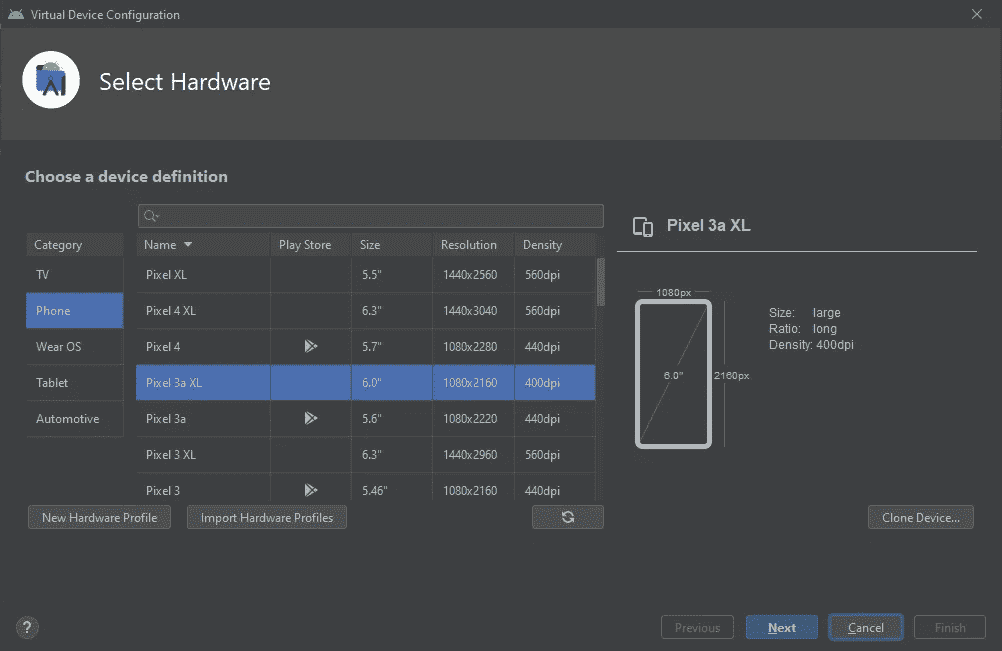 Virtual Device Configuration
Select Hardware
Choose a device definition
Category
TV
Phone
Wear OS
Tablet
Automotive
Name Play Store Size Resolution Density
Pixel XL 5.5" 1440x2560 560dpi
Pixel 4 XL 6.3" 1440x3040 560dpi
Pixel 4 5.7" 1080x2280 440dpi
Pixel 3a XL 6.0" 1080x2160 400dpi
Pixel 3a 5.6" 1080x2220 440dpi
Pixel 3 XL 6.3" 1440x2960 560dpi
Pixel 3 5.46" 1080x2160 440dpi
New Hardware Profile Import Hardware Profiles
Pixel 3a XL
1080px
6.0" 2160px
Size: large
Ratio: long
Density: 400dpi
Clone Device...
? Previous Next Cancel Finish